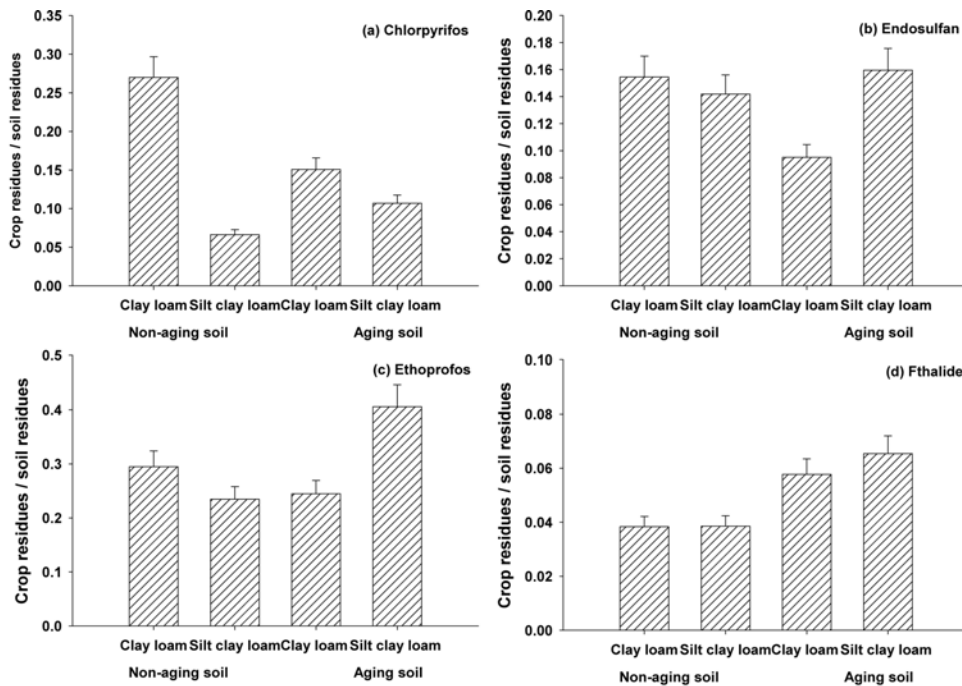 (a) Chlorpyrifos
Crop residues / soil residues
0.35
0.30
0.25
0.20
0.15
0.10
0.05
0.00
Clay loam Silt clay loam Clay loam Silt clay loam
Non-aging soil Aging soil
(b) Endosulfan
Crop residues / soil residues
0.20
0.18
0.16
0.14
0.12
0.10
0.08
0.06
0.04
0.02
0.00
Clay loam Silt clay loam Clay loam Silt clay loam
Non-aging soil Aging soil
(c) Ethoprofos
Crop residues / soil residues
0.5
0.4
0.3
0.2
0.1
0.0
Clay loam Silt clay loam Clay loam Silt clay loam
Non-aging soil Aging soil
(d) Fthalide
Crop residues / soil residues
0.10
0.08
0.06
0.04
0.02
0.00
Clay loam Silt clay loam Clay loam Silt clay loam
Non-aging soil Aging soil